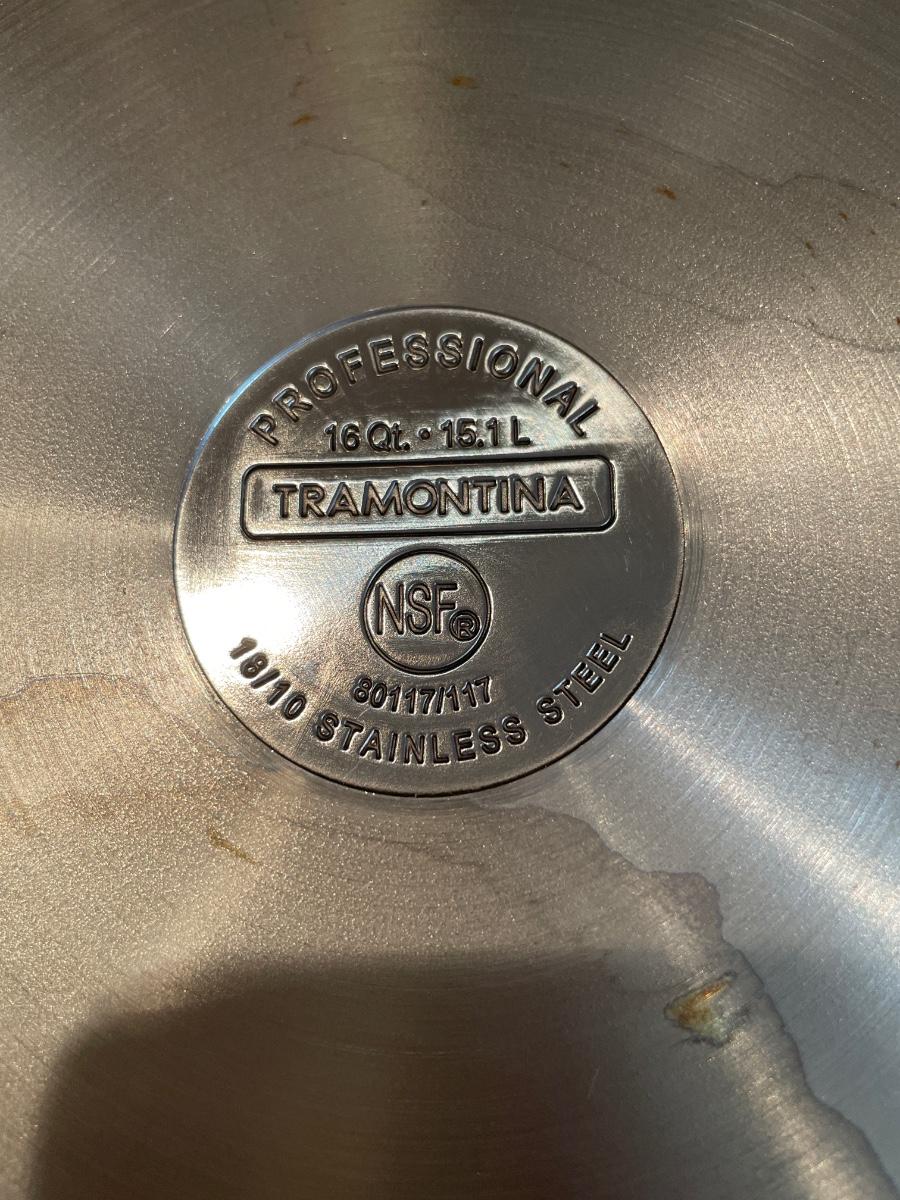 PROFESSIONAL
16 Qt. • 15.1 L
TRAMONTINA
NSF®
80117/117
18/10 STAINLESS STEEL